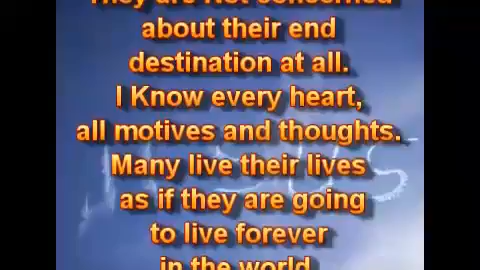 They are Not concerned
about their end
destination at all.
I Know every heart,
all motives and thoughts.
Many live their lives
as if they are going
to live forever
in the world
JESUS